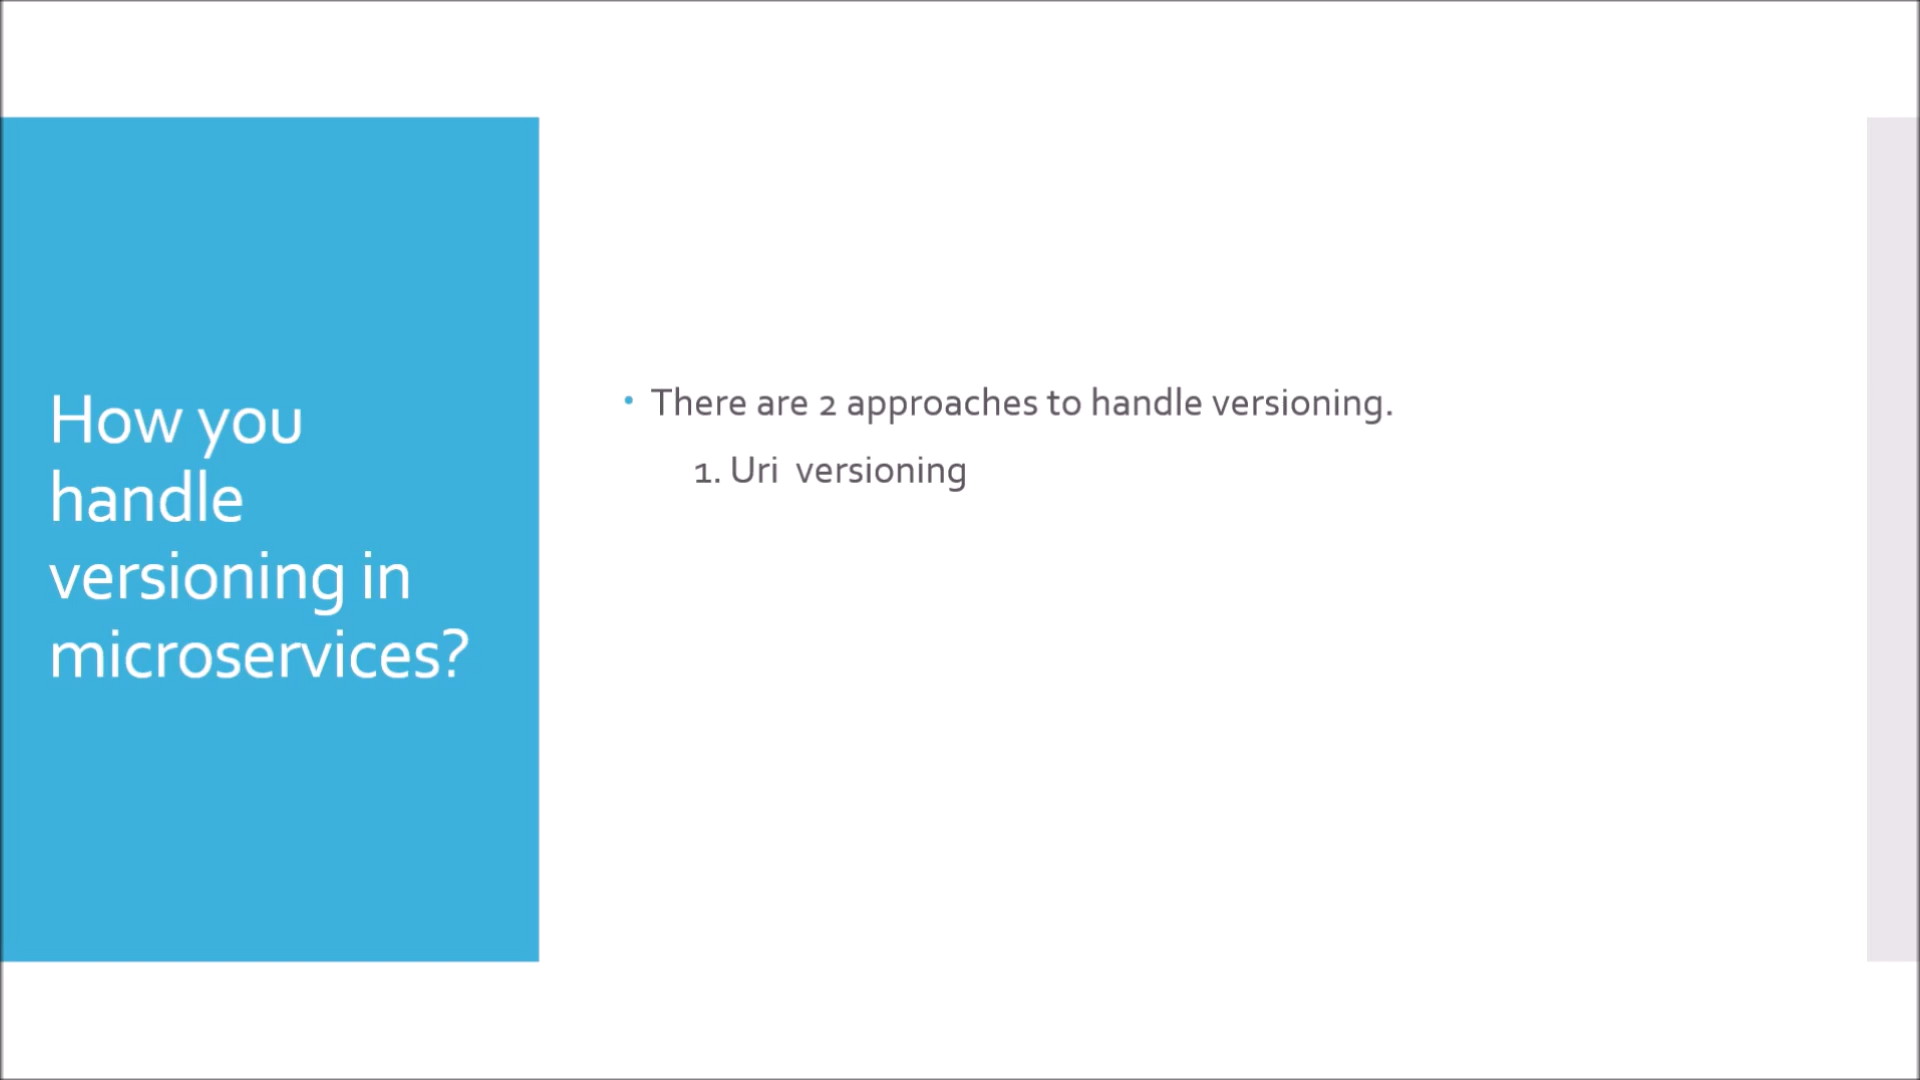 How you
handle
versioning in
microservices?
• There are 2 approaches to handle versioning.
1. Uri  versioning